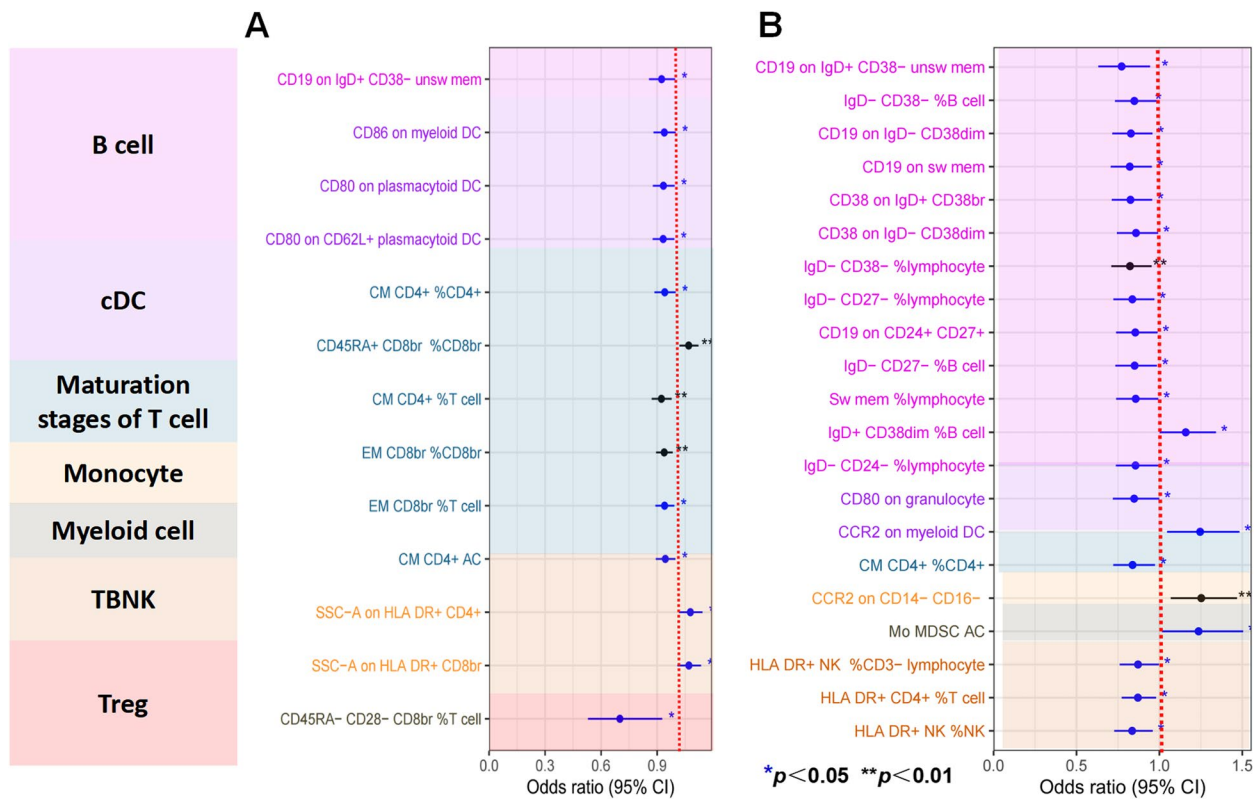 A
B
B cell
cDC
Maturation
stages of T cell
Monocyte
Myeloid cell
TBNK
Treg
CD19 on IgD+ CD38− unsw mem *
CD86 on myeloid DC *
CD80 on plasmacytoid DC *
CD80 on CD62L+ plasmacytoid DC *
CM CD4+ %CD4+ *
CD45RA+ CD8br %CD8br **
CM CD4+ %T cell **
EM CD8br %CD8br **
EM CD8br %T cell *
CM CD4+ AC *
SSC−A on HLA DR+ CD4+ *
SSC−A on HLA DR+ CD8br *
CD45RA− CD28− CD8br %T cell *
0.0 0.3 0.6 0.9
Odds ratio (95% CI)
CD19 on IgD+ CD38− unsw mem *
IgD− CD38− %B cell *
CD19 on IgD− CD38dim *
CD19 on sw mem *
CD38 on IgD+ CD38br *
CD38 on IgD− CD38dim *
IgD− CD38− %lymphocyte **
IgD− CD27− %lymphocyte *
CD19 on CD24+ CD27+ *
IgD− CD27− %B cell *
Sw mem %lymphocyte *
IgD+ CD38dim %B cell *
IgD− CD24− %lymphocyte *
CD80 on granulocyte *
CCR2 on myeloid DC *
CM CD4+ %CD4+ *
CCR2 on CD14− CD16− **
Mo MDSC AC *
HLA DR+ NK %CD3− lymphocyte *
HLA DR+ CD4+ %T cell *
HLA DR+ NK %NK *
0.0 0.5 1.0 1.5
Odds ratio (95% CI)
*p<0.05 **p<0.01